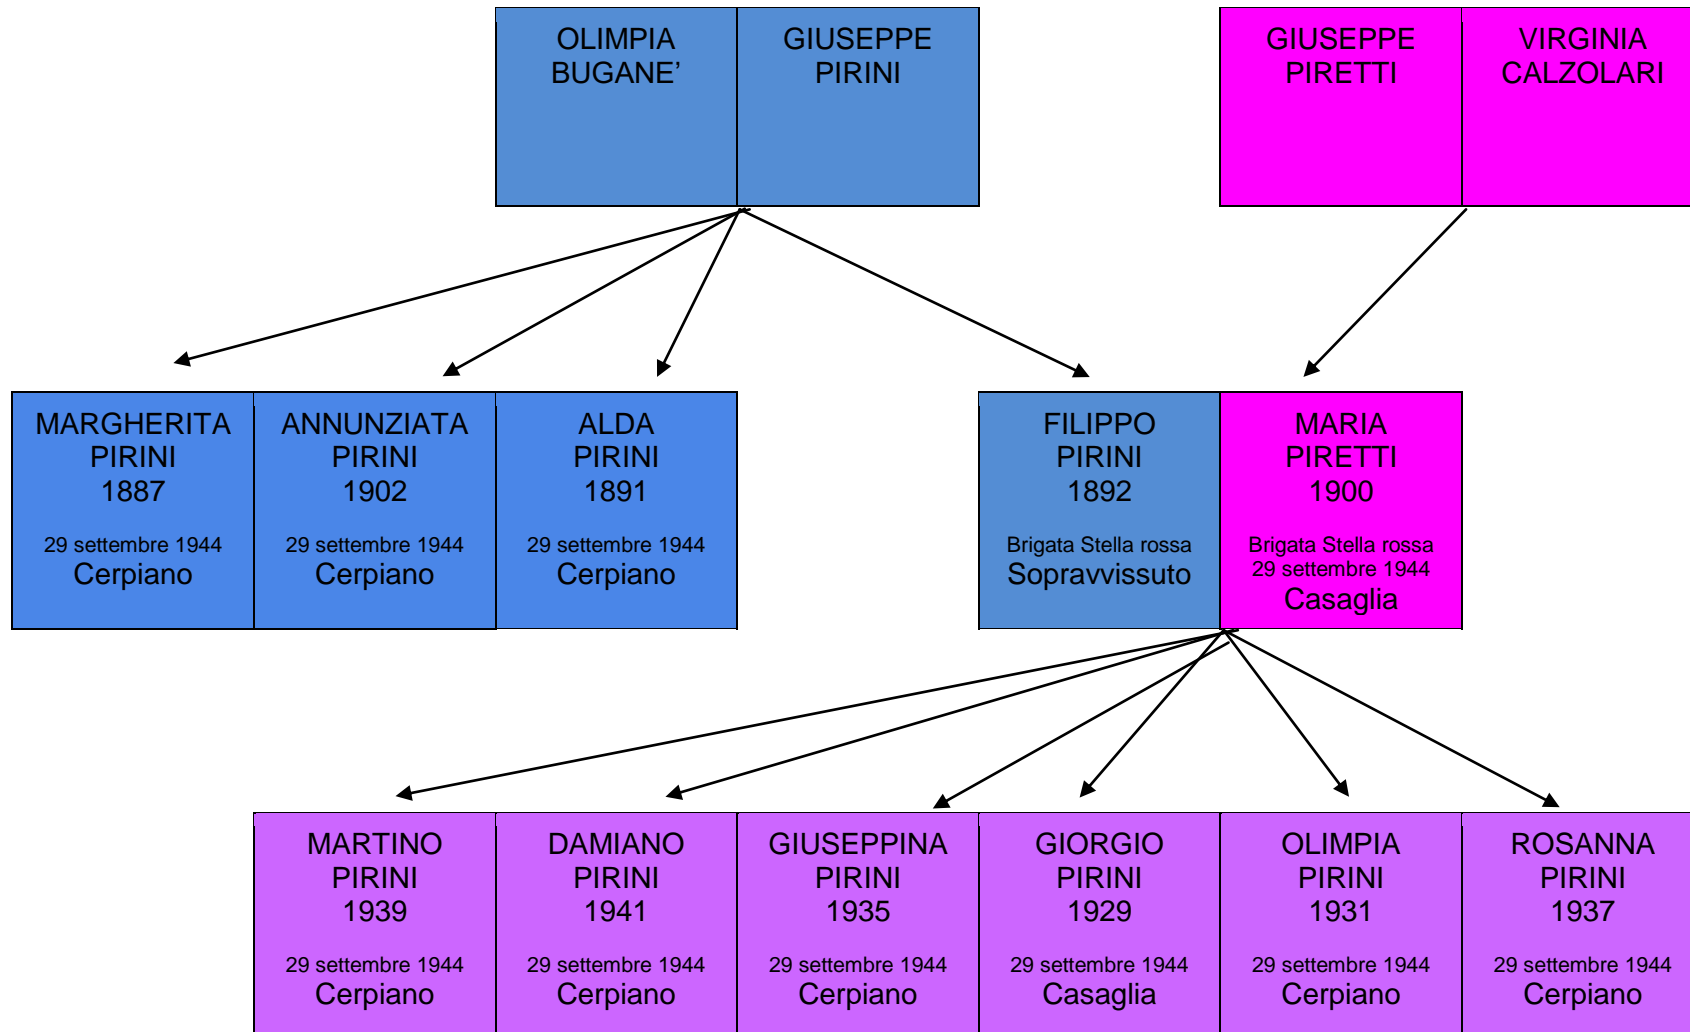 OLIMPIA
BUGANE’
GIUSEPPE
PIRINI
GIUSEPPE
PIRETTI
VIRGINIA
CALZOLARI
MARGHERITA
PIRINI
1887
29 settembre 1944
Cerpiano
ANNUNZIATA
PIRINI
1902
29 settembre 1944
Cerpiano
ALDA
PIRINI
1891
29 settembre 1944
Cerpiano
FILIPPO
PIRINI
1892
Brigata Stella rossa
Sopravvissuto
MARIA
PIRETTI
1900
Brigata Stella rossa
29 settembre 1944
Casaglia
MARTINO
PIRINI
1939
29 settembre 1944
Cerpiano
DAMIANO
PIRINI
1941
29 settembre 1944
Cerpiano
GIUSEPPINA
PIRINI
1935
29 settembre 1944
Cerpiano
GIORGIO
PIRINI
1929
29 settembre 1944
Casaglia
OLIMPIA
PIRINI
1931
29 settembre 1944
Cerpiano
ROSANNA
PIRINI
1937
29 settembre 1944
Cerpiano